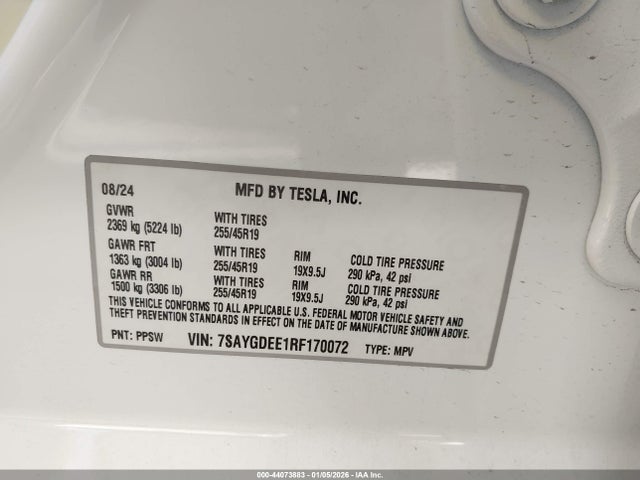 08/24 MFD BY TESLA, INC.
GVWR
2369 kg (5224 lb) WITH TIRES
255/45R19
GAWR FRT
1363 kg (3004 lb) WITH TIRES
255/45R19 RIM
19X9.5J COLD TIRE PRESSURE
290 kPa, 42 psi
GAWR RR
1500 kg (3306 lb) WITH TIRES
255/45R19 RIM
19X9.5J COLD TIRE PRESSURE
290 kPa, 42 psi
THIS VEHICLE CONFORMS TO ALL APPLICABLE U.S. FEDERAL MOTOR VEHICLE SAFETY AND
THEFT PREVENTION STANDARDS IN EFFECT ON THE DATE OF MANUFACTURE SHOWN ABOVE.
PNT: PPSW VIN: 7SAYGDEE1RF170072 TYPE: MPV
000-44073883 | 01/05/2026 - IAA Inc.